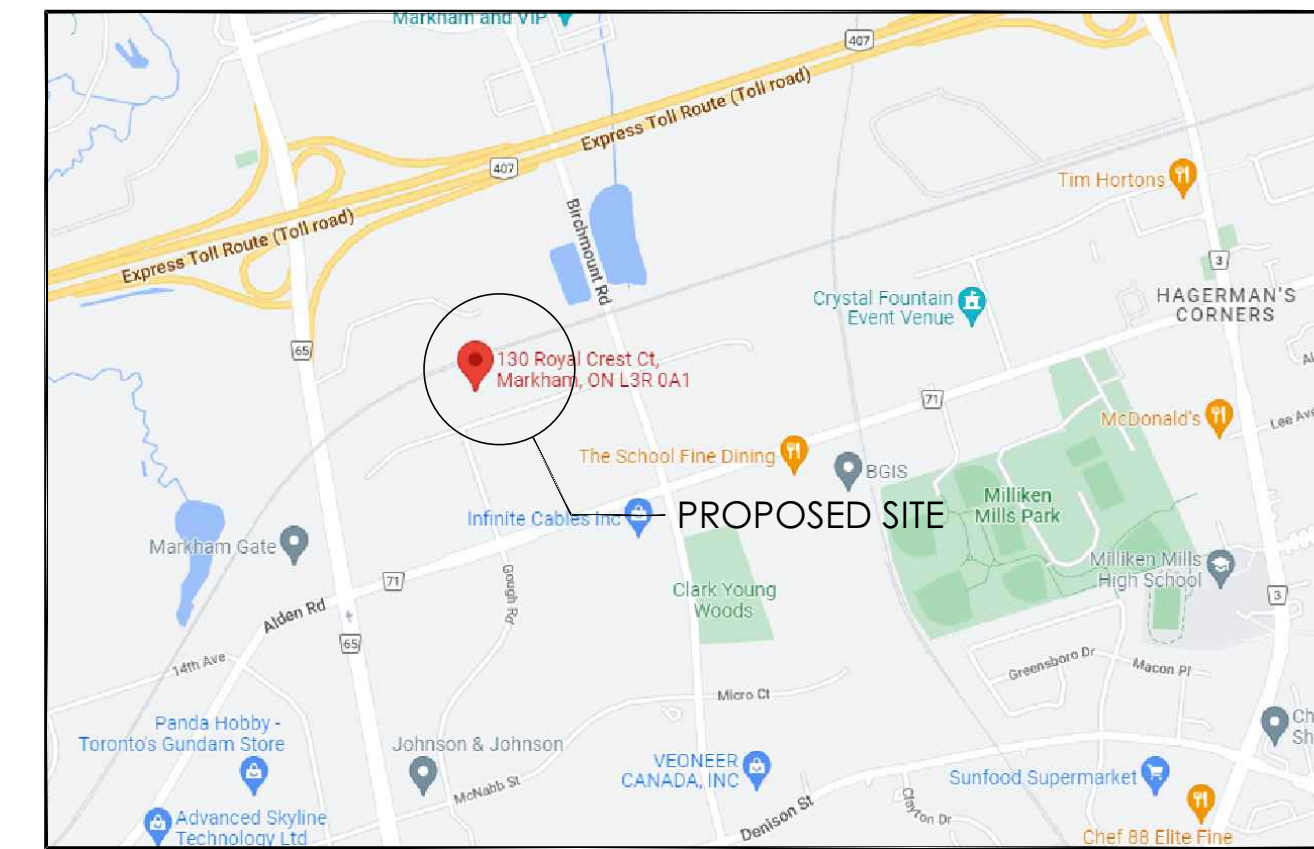 Markham and VIP
407
Express Toll Route (Toll road)
407
Tim Hortons
Birchmount Rd
Express Toll Route (Toll road)
3
Crystal Fountain
Event Venue
HAGERMAN'S
CORNERS
65
130 Royal Crest Ct,
Markham, ON L3R 0A1
Al
71
McDonald's
Lee Ave
The School Fine Dining
BGIS
Milliken
Mills Park
Infinite Cables Inc
PROPOSED SITE
Markham Gate
Milliken Mills
High School
71
Gough Rd
Clark Young
Woods
3
Alden Rd
65
14th Ave
Greensboro Dr
Macon Pl
Micro Ct
Panda Hobby -
Toronto's Gundam Store
Ch
Sh
Johnson & Johnson
VEONEER
CANADA, INC
Sunfood Supermarket
McNabb St
Clayton Dr
Advanced Skyline
Technology Ltd
Denison St
Chef 88 Elite Fine